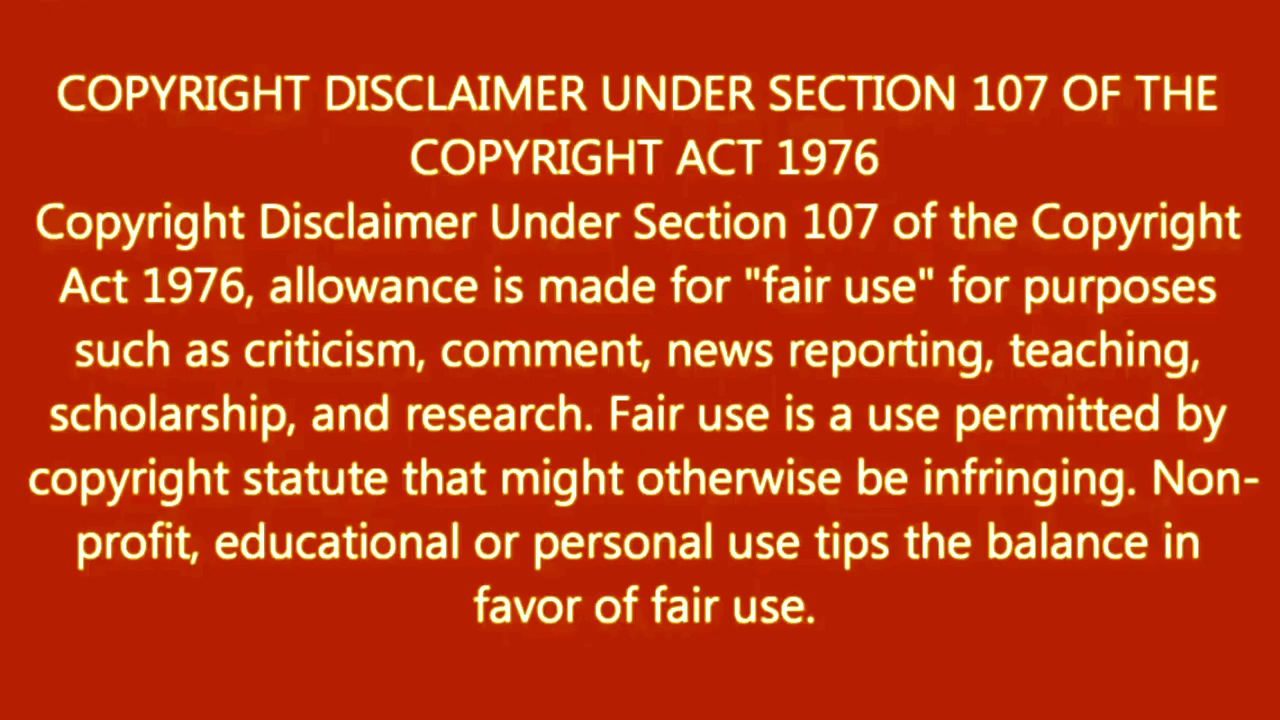 COPYRIGHT DISCLAIMER UNDER SECTION 107 OF THE
COPYRIGHT ACT 1976
Copyright Disclaimer Under Section 107 of the Copyright
Act 1976, allowance is made for "fair use" for purposes
such as criticism, comment, news reporting, teaching,
scholarship, and research. Fair use is a use permitted by
copyright statute that might otherwise be infringing. Non-
profit, educational or personal use tips the balance in
favor of fair use.